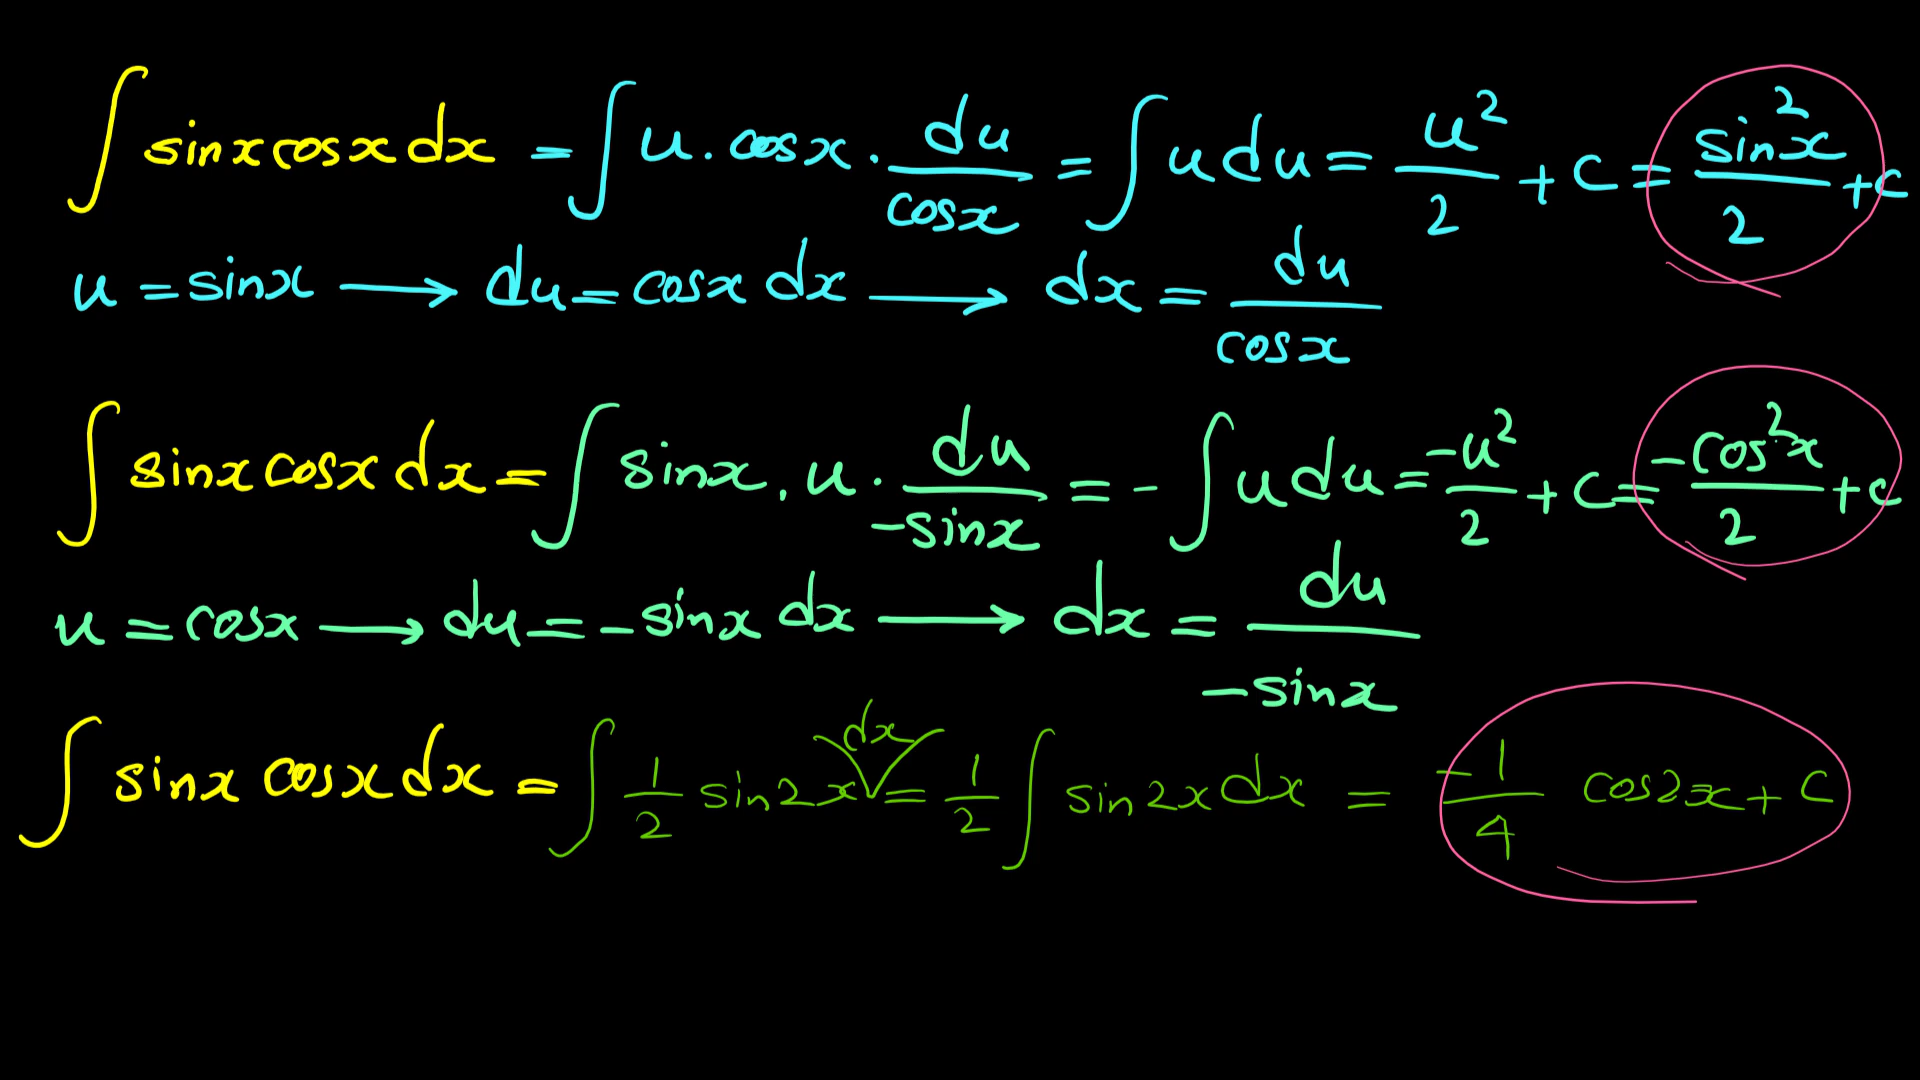 ∫ sinx cosx dx = ∫ u . cosx . du/cosx = ∫ u du = u²/2 + C = sin²x/2 + C
u = sinx → du = cosx dx → dx = du/cosx
∫ sinx cosx dx = ∫ sinx . u . du/-sinx = - ∫ u du = -u²/2 + C = -cos²x/2 + C
u = cosx → du = -sinx dx → dx = du/-sinx
∫ sinx cosx dx = ∫ 1/2 sin2x dx = 1/2 ∫ sin2x dx = -1/4 cos2x + C